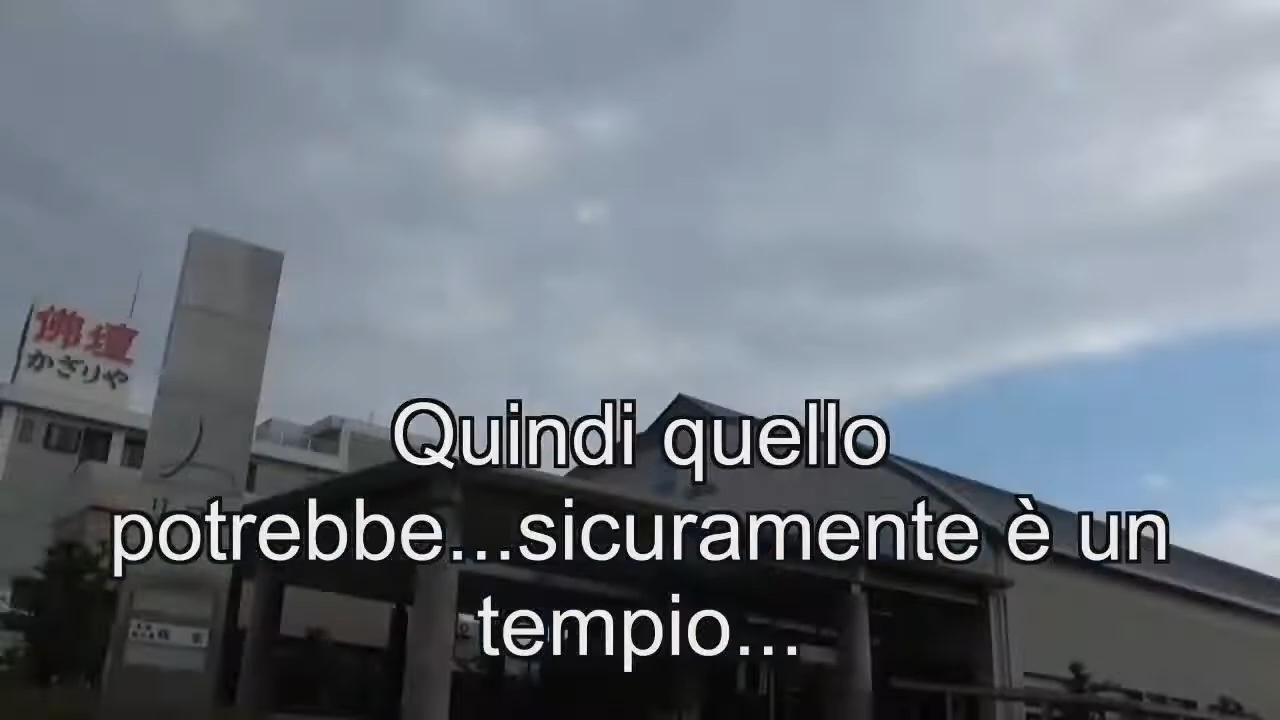 佛壇
かざりや
Quindi quello
potrebbe...sicuramente è un
tempio...